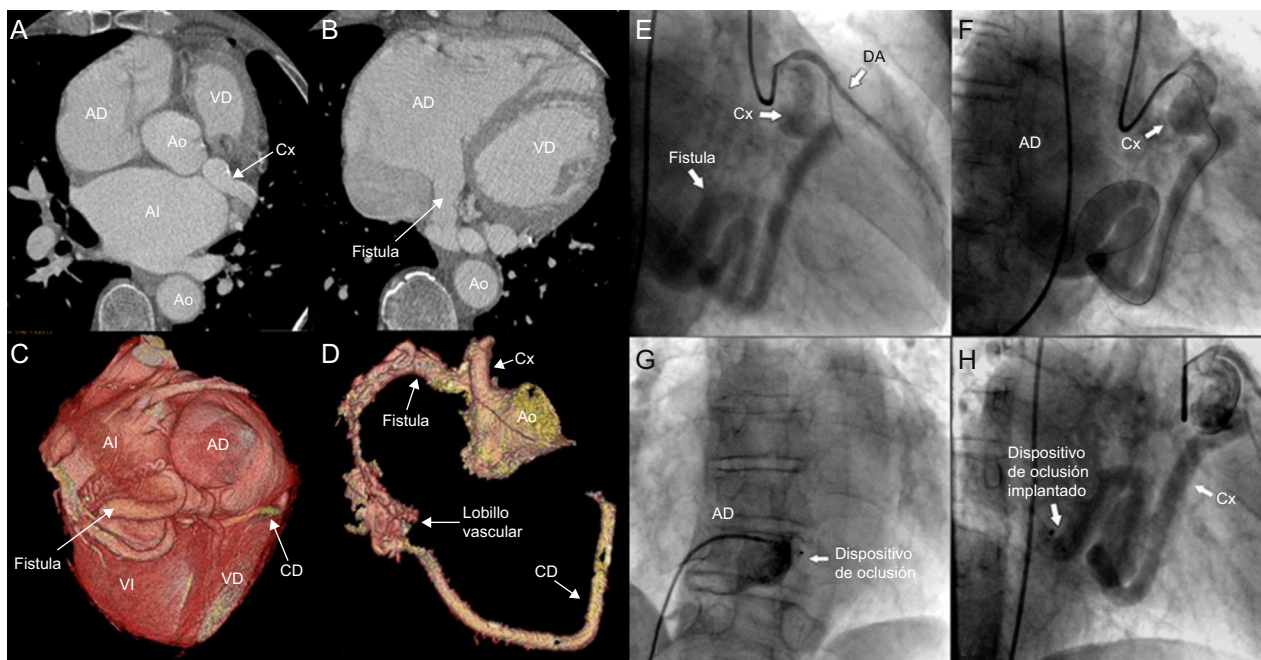 A
AD
VD
Ao
Cx
AI
Ao
B
AD
VD
Fistula
Ao
C
AI
AD
Fistula
VI
VD
CD
D
Cx
Fistula
Ao
Lobillo
vascular
CD
E
DA
Cx
Fistula
F
AD
Cx
G
AD
Dispositivo
de oclusión
H
Dispositivo
de oclusión
implantado
Cx